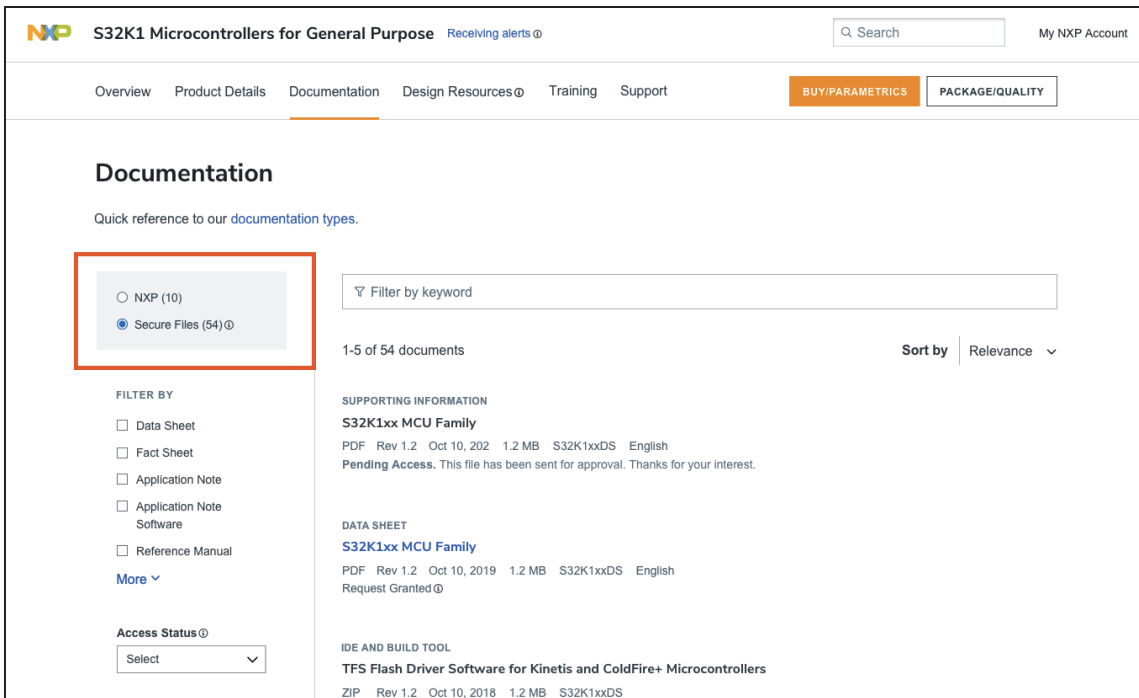 NXP S32K1 Microcontrollers for General Purpose Receiving alerts Search My NXP Account
Overview Product Details Documentation Design Resources Training Support BUY/PARAMETRICS PACKAGE/QUALITY
Documentation
Quick reference to our documentation types.
NXP (10)
Secure Files (54)
FILTER BY
Data Sheet
Fact Sheet
Application Note
Application Note
Software
Reference Manual
More
Access Status
Select
Filter by keyword
1-5 of 54 documents Sort by Relevance
SUPPORTING INFORMATION
S32K1xx MCU Family
PDF Rev 1.2 Oct 10, 202 1.2 MB S32K1xxDS English
Pending Access. This file has been sent for approval. Thanks for your interest.
DATA SHEET
S32K1xx MCU Family
PDF Rev 1.2 Oct 10, 2019 1.2 MB S32K1xxDS English
Request Granted
IDE AND BUILD TOOL
TFS Flash Driver Software for Kinetis and ColdFire+ Microcontrollers
ZIP Rev 1.2 Oct 10, 2018 1.2 MB S32K1xxDS